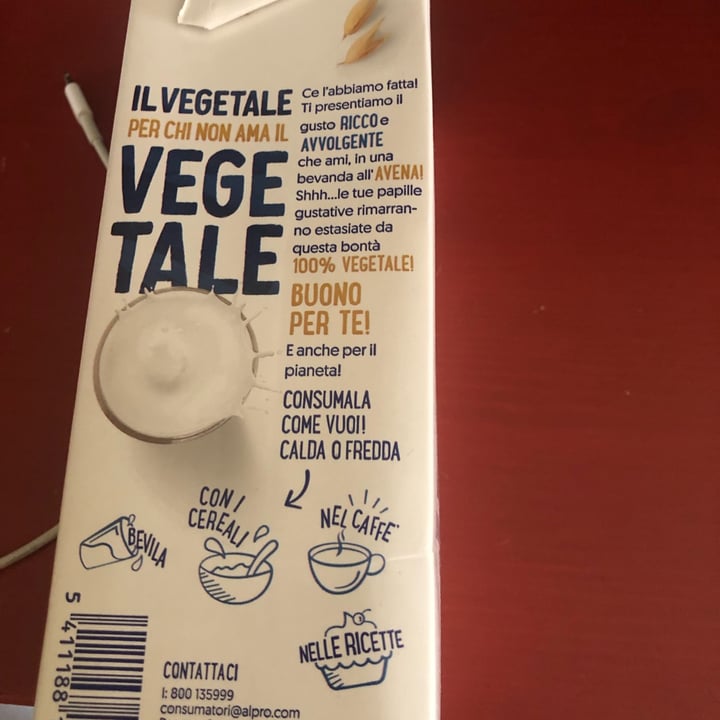 IL VEGETALE
PER CHI NON AMA IL
VEGE
TALE
Ce l'abbiamo fatta!
Ti presentiamo il
gusto RICCO e
AVVOLGENTE
che ami, in una
bevanda all'AVENA!
Shhh...le tue papille
gustative rimarran-
no estasiate da
questa bontà
100% VEGETALE!
BUONO
PER TE!
E anche per il
pianeta!
CONSUMALA
COME VUOI!
CALDA O FREDDA
BEVILA
CON I
CEREALI
NEL CAFFE'
NELLE RICETTE
5 411188
CONTATTACI
I: 800 135999
consumatori@alpro.com